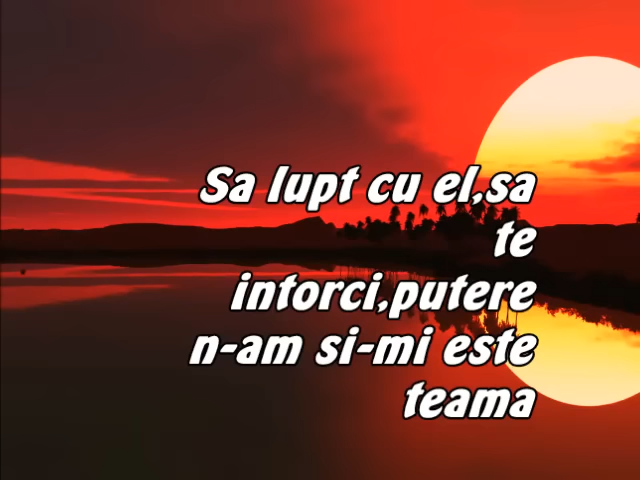 Sa lupt cu el,sa
te
intorci,putere
n-am si-mi este
teama